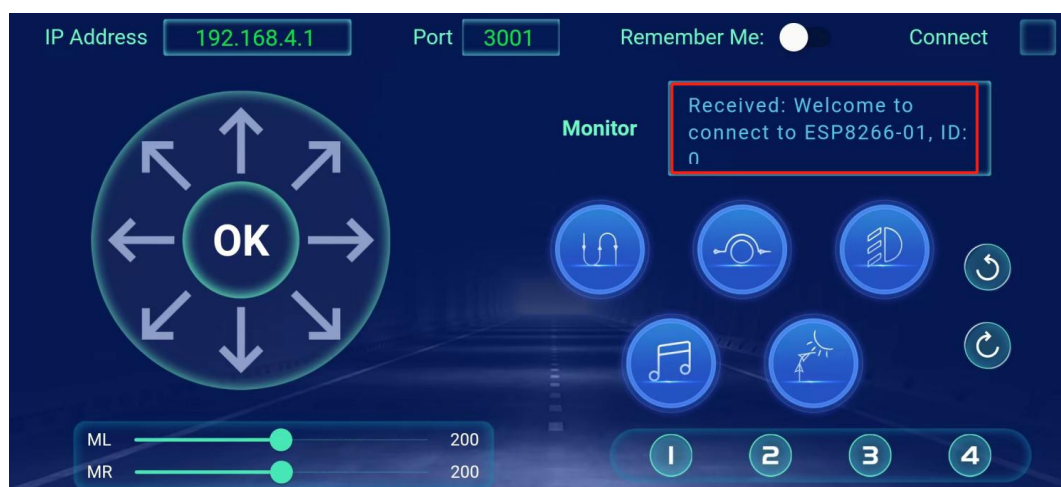 IP Address 192.168.4.1 Port 3001 Remember Me: Connect
Monitor
Received: Welcome to
connect to ESP8266-01, ID:
0
OK
ML 200
MR 200
1 2 3 4